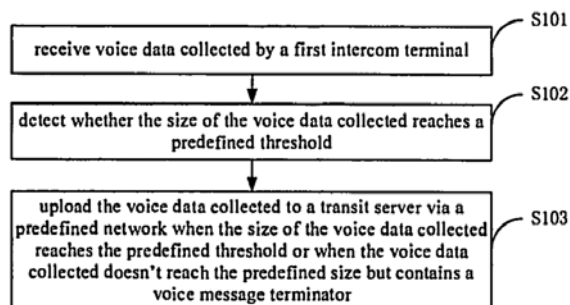 S101
receive voice data collected by a first intercom terminal
S102
detect whether the size of the voice data collected reaches a
predefined threshold
S103
upload the voice data collected to a transit server via a
predefined network when the size of the voice data collected
reaches the predefined threshold or when the voice data
collected doesn't reach the predefined size but contains a
voice message terminator